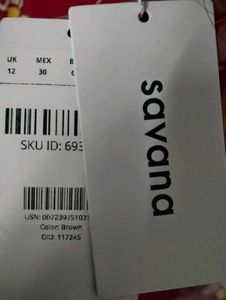 UK MEX
12 30
SKU ID: 693
USN: 00723975103
Color: Brown
GID: 117245
savana